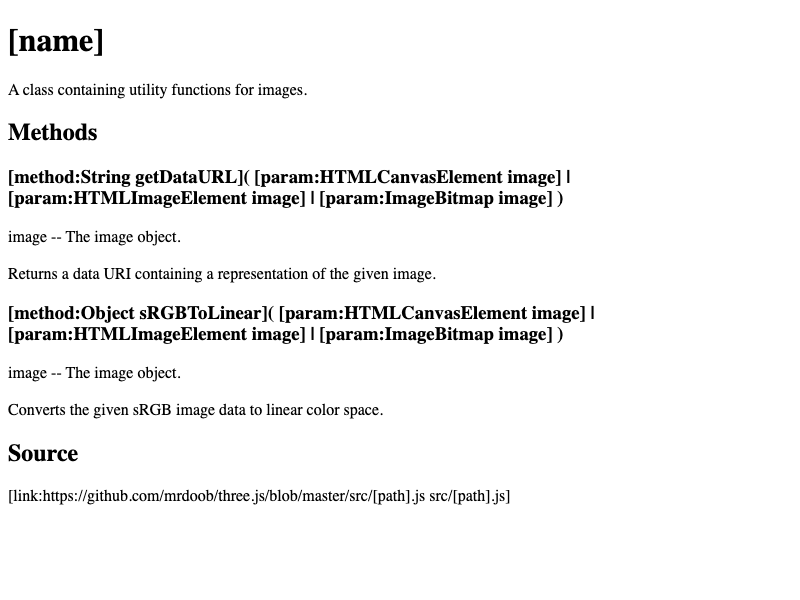 [name]
A class containing utility functions for images.
Methods
[method:String getDataURL]( [param:HTMLCanvasElement image] |
[param:HTMLImageElement image] | [param:ImageBitmap image] )
image -- The image object.
Returns a data URI containing a representation of the given image.
[method:Object sRGBToLinear]( [param:HTMLCanvasElement image] |
[param:HTMLImageElement image] | [param:ImageBitmap image] )
image -- The image object.
Converts the given sRGB image data to linear color space.
Source
[link:https://github.com/mrdoob/three.js/blob/master/src/[path].js src/[path].js]